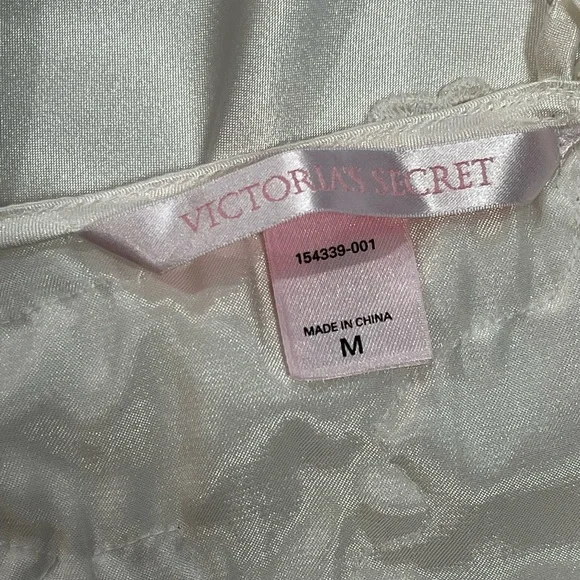 VICTORIA'S SECRET
154339-001
MADE IN CHINA
M